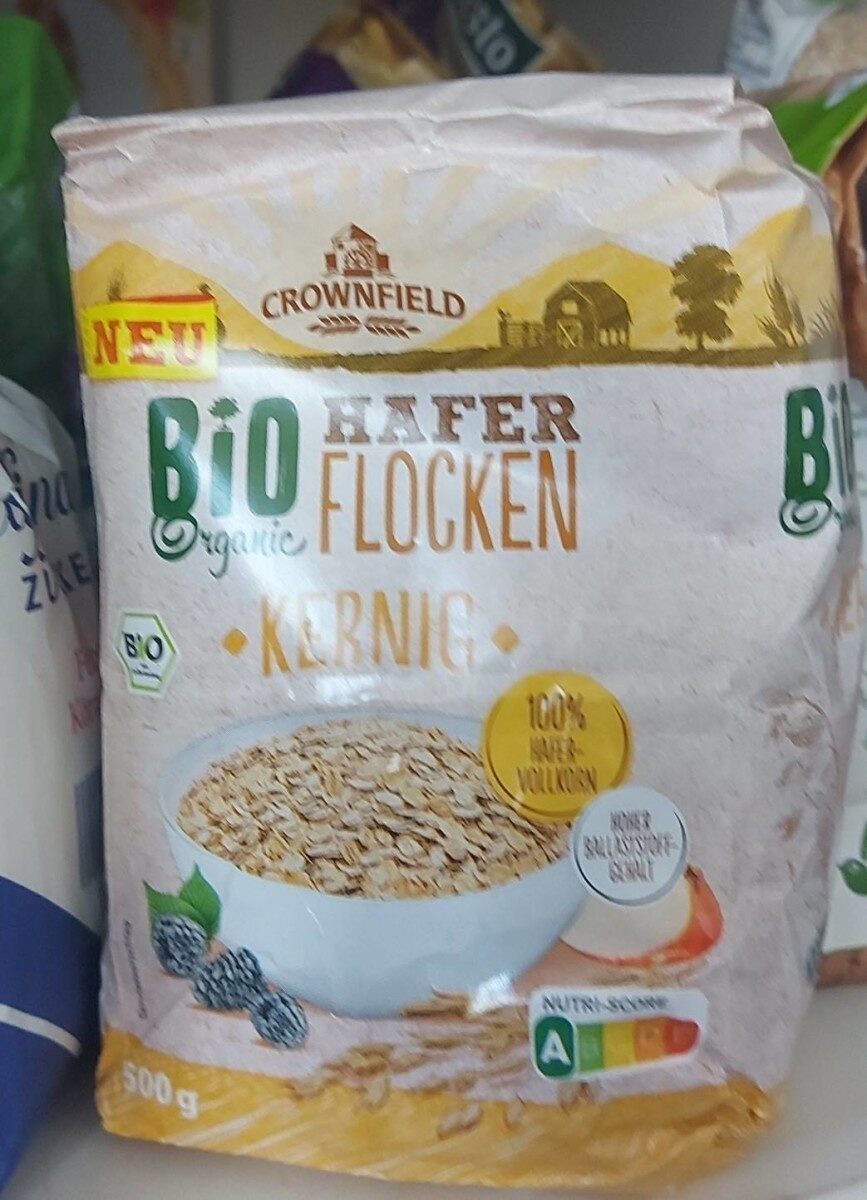 CROWNFIELD
NEU
BiO
Organic
HAFER
FLOCKEN
KERNIG
BiO
100%
HAFER-
VOLLKORN
HOHER
BALLASTSTOFF-
GEHALT
NUTRI-SCORE
A B C D E
500 g